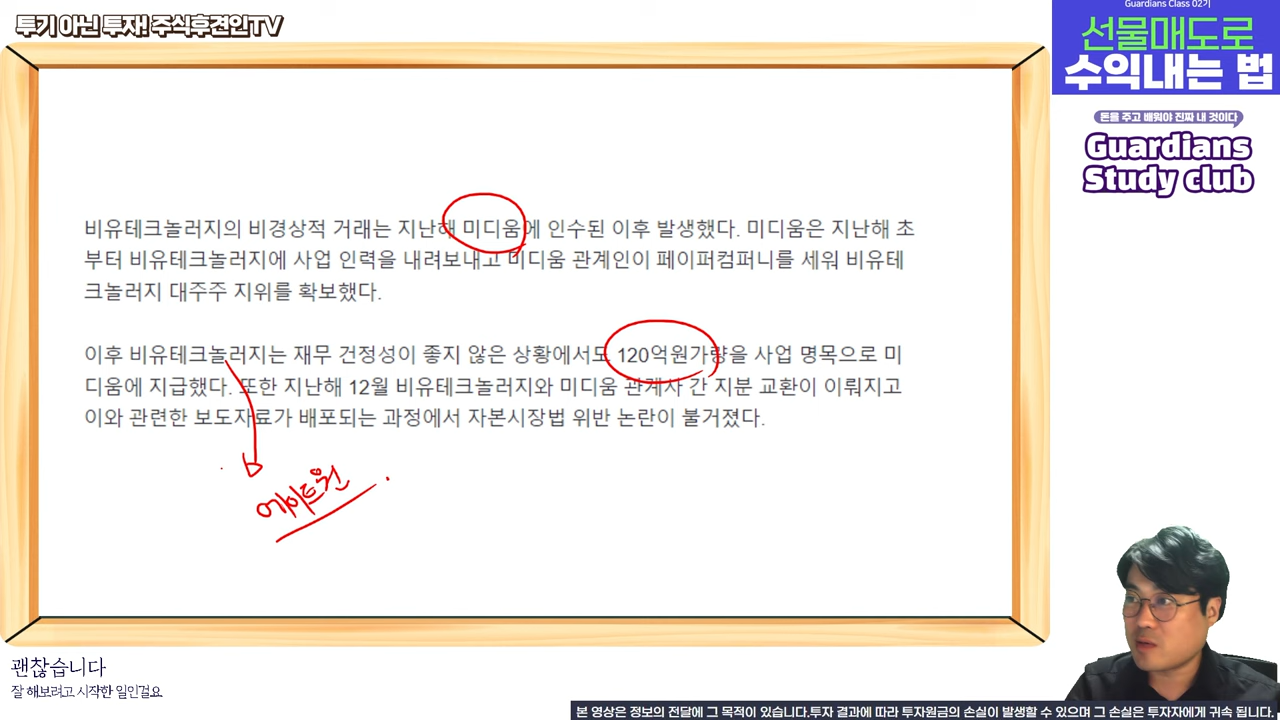 투기 아닌 투자! 주식후견인TV
Guardians Class 02기
선물매도로
수익내는 법
돈을 주고 배워야 진짜 내 것이다
Guardians
Study club
비유테크놀러지의 비경상적 거래는 지난해 미디움에 인수된 이후 발생했다. 미디움은 지난해 초
부터 비유테크놀러지에 사업 인력을 내려보내고 미디움 관계인이 페이퍼컴퍼니를 세워 비유테
크놀러지 대주주 지위를 확보했다.
이후 비유테크놀러지는 재무 건정성이 좋지 않은 상황에서도 120억원가량을 사업 명목으로 미
디움에 지급했다. 또한 지난해 12월 비유테크놀러지와 미디움 관계사 간 지분 교환이 이뤄지고
이와 관련한 보도자료가 배포되는 과정에서 자본시장법 위반 논란이 불거졌다.
에이트원
괜찮습니다
잘 해보려고 시작한 일인걸요
본 영상은 정보의 전달에 그 목적이 있습니다.투자 결과에 따라 투자원금의 손실이 발생할 수 있으며 그 손실은 투자자에게 귀속 됩니다.